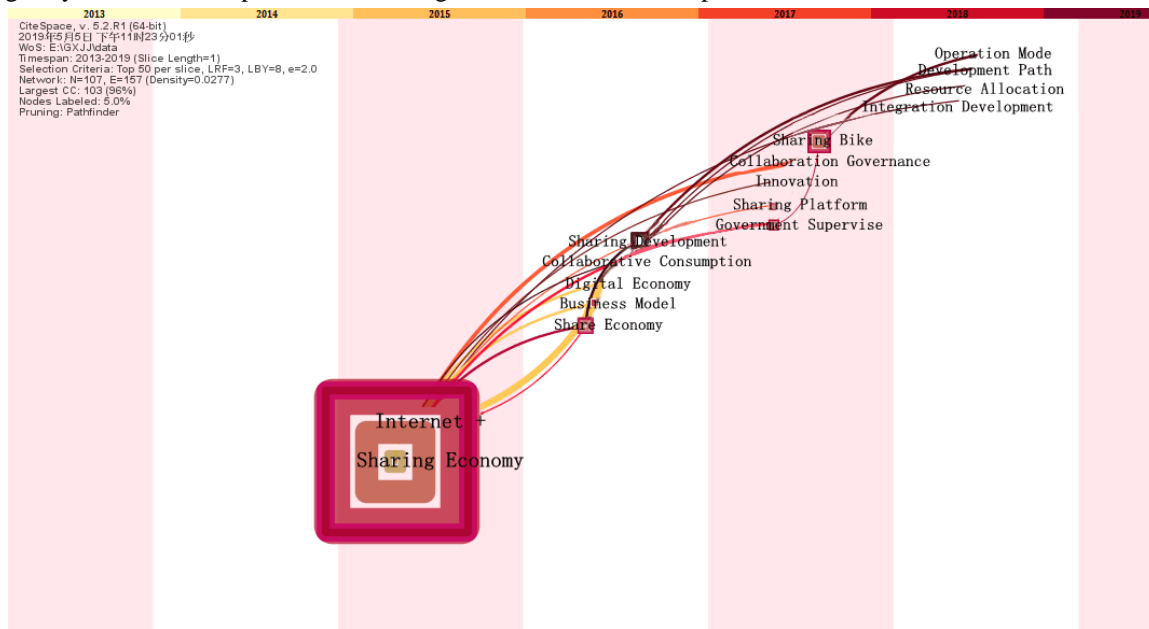 2013 2014 2015 2016 2017 2018 2019
CiteSpace, v. 5.2.R1 (64-bit)
2019年5月5日 下午11时23分01秒
WoS: E:\GXJJ\data
Timespan: 2013-2019 (Slice Length=1)
Selection Criteria: Top 50 per slice, LRF=3, LBY=8, e=2.0
Network: N=107, E=157 (Density=0.0277)
Largest CC: 103 (96%)
Nodes Labeled: 5.0%
Pruning: Pathfinder
Operation Mode
Development Path
Resource Allocation
Integration Development
Sharing Bike
Collaboration Governance
Innovation
Sharing Platform
Government Supervise
Sharing Development
Collaborative Consumption
Digital Economy
Business Model
Share Economy
Internet +
Sharing Economy